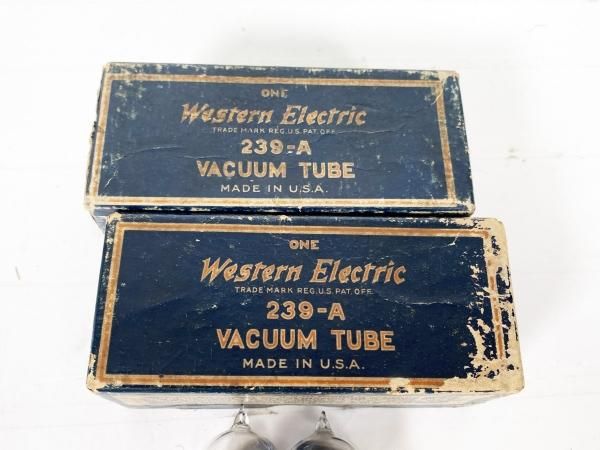 ONE
Western Electric
TRADE MARK REG.U.S.PAT.OFF.
239-A
VACUUM TUBE
MADE IN U.S.A.
ONE
Western Electric
TRADE MARK REG.U.S.PAT.OFF.
239-A
VACUUM TUBE
MADE IN U.S.A.